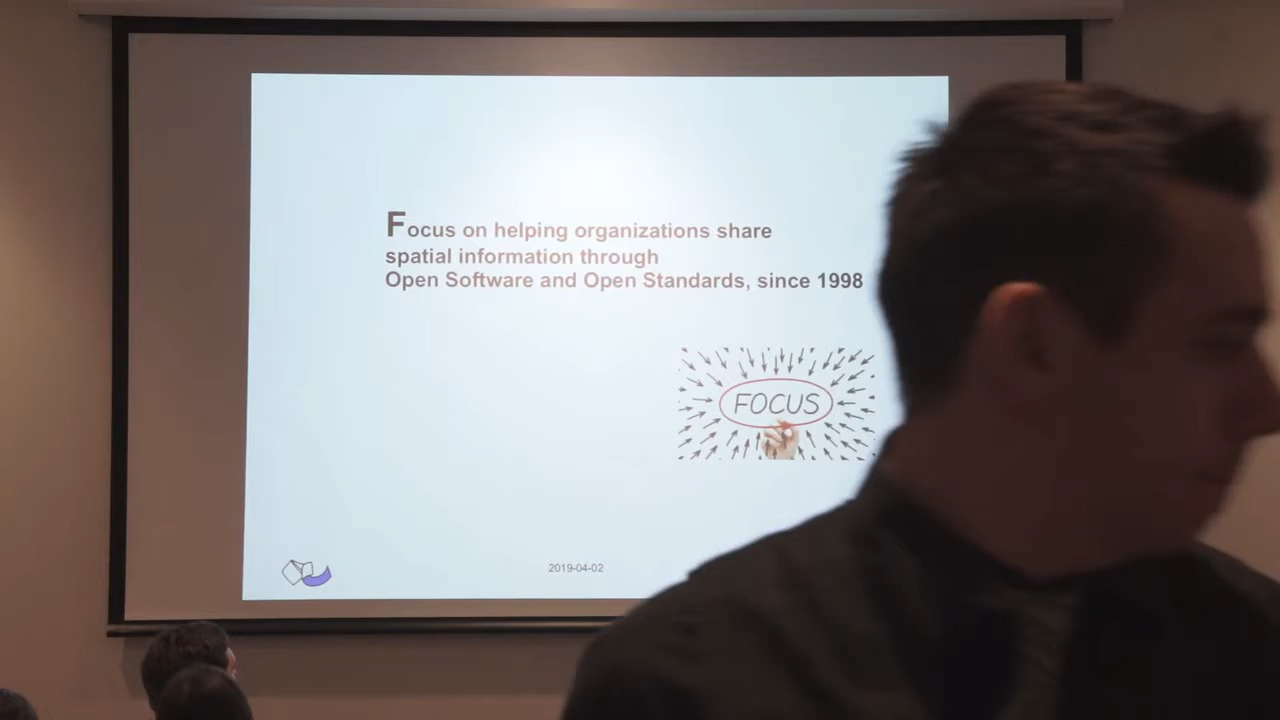 Focus on helping organizations share
spatial information through
Open Software and Open Standards, since 1998
FOCUS
2019-04-02